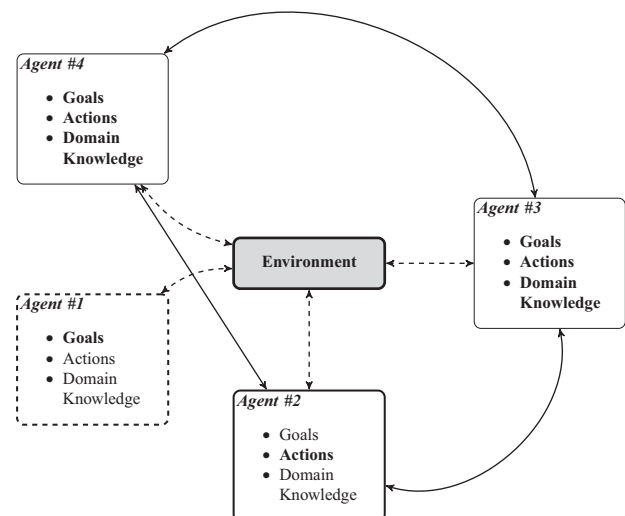 Agent #4
• Goals
• Actions
• Domain
Knowledge
Agent #3
• Goals
• Actions
• Domain
Knowledge
Environment
Agent #1
• Goals
• Actions
• Domain
Knowledge
Agent #2
• Goals
• Actions
• Domain
Knowledge